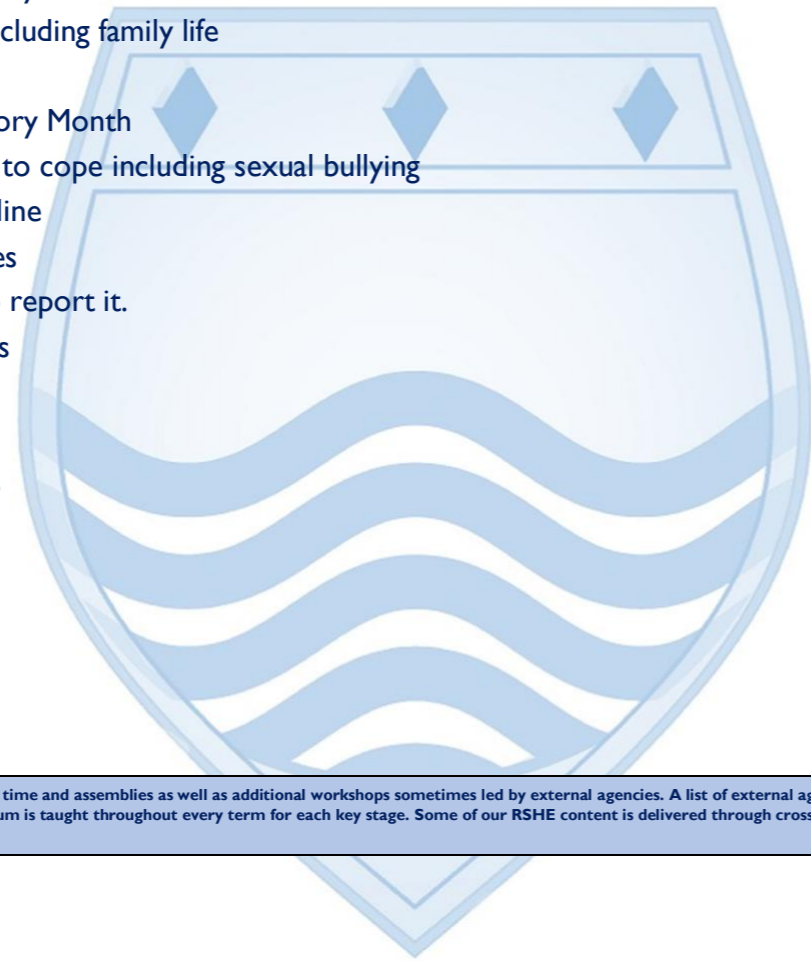 cluding family life
ory Month
to cope including sexual bullying
line
es
report it.
s
time and assemblies as well as additional workshops sometimes led by external agencies. A list of external ag
um is taught throughout every term for each key stage. Some of our RSHE content is delivered through cross